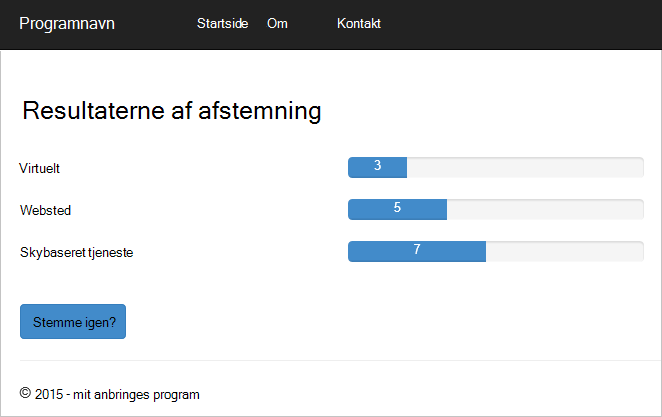 Programnavn Startside Om Kontakt
Resultaterne af afstemning
Virtuelt 3
Websted 5
Skybaseret tjeneste 7
Stemme igen?
© 2015 - mit anbringes program